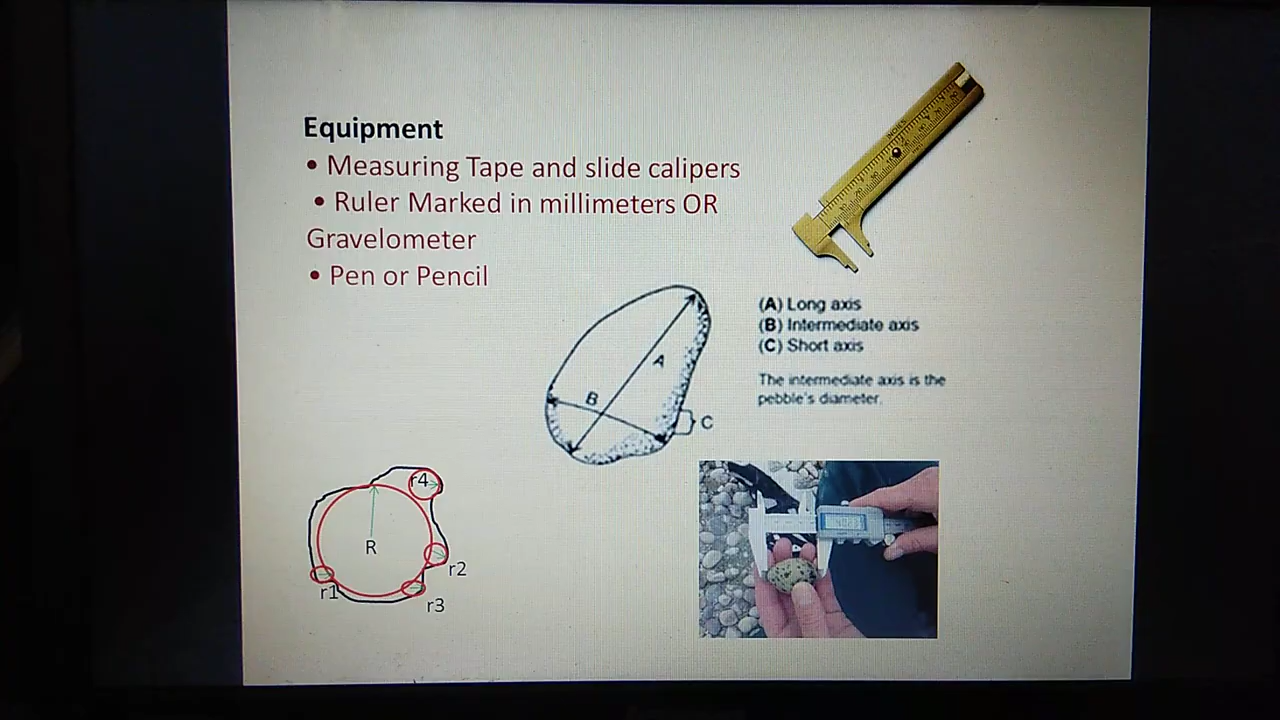 Equipment
• Measuring Tape and slide calipers
• Ruler Marked in millimeters OR
Gravelometer
• Pen or Pencil
INCHES
(A) Long axis
(B) Intermediate axis
(C) Short axis
The intermediate axis is the
pebble's diameter.
A
B
C
r4
R
r2
r1
r3